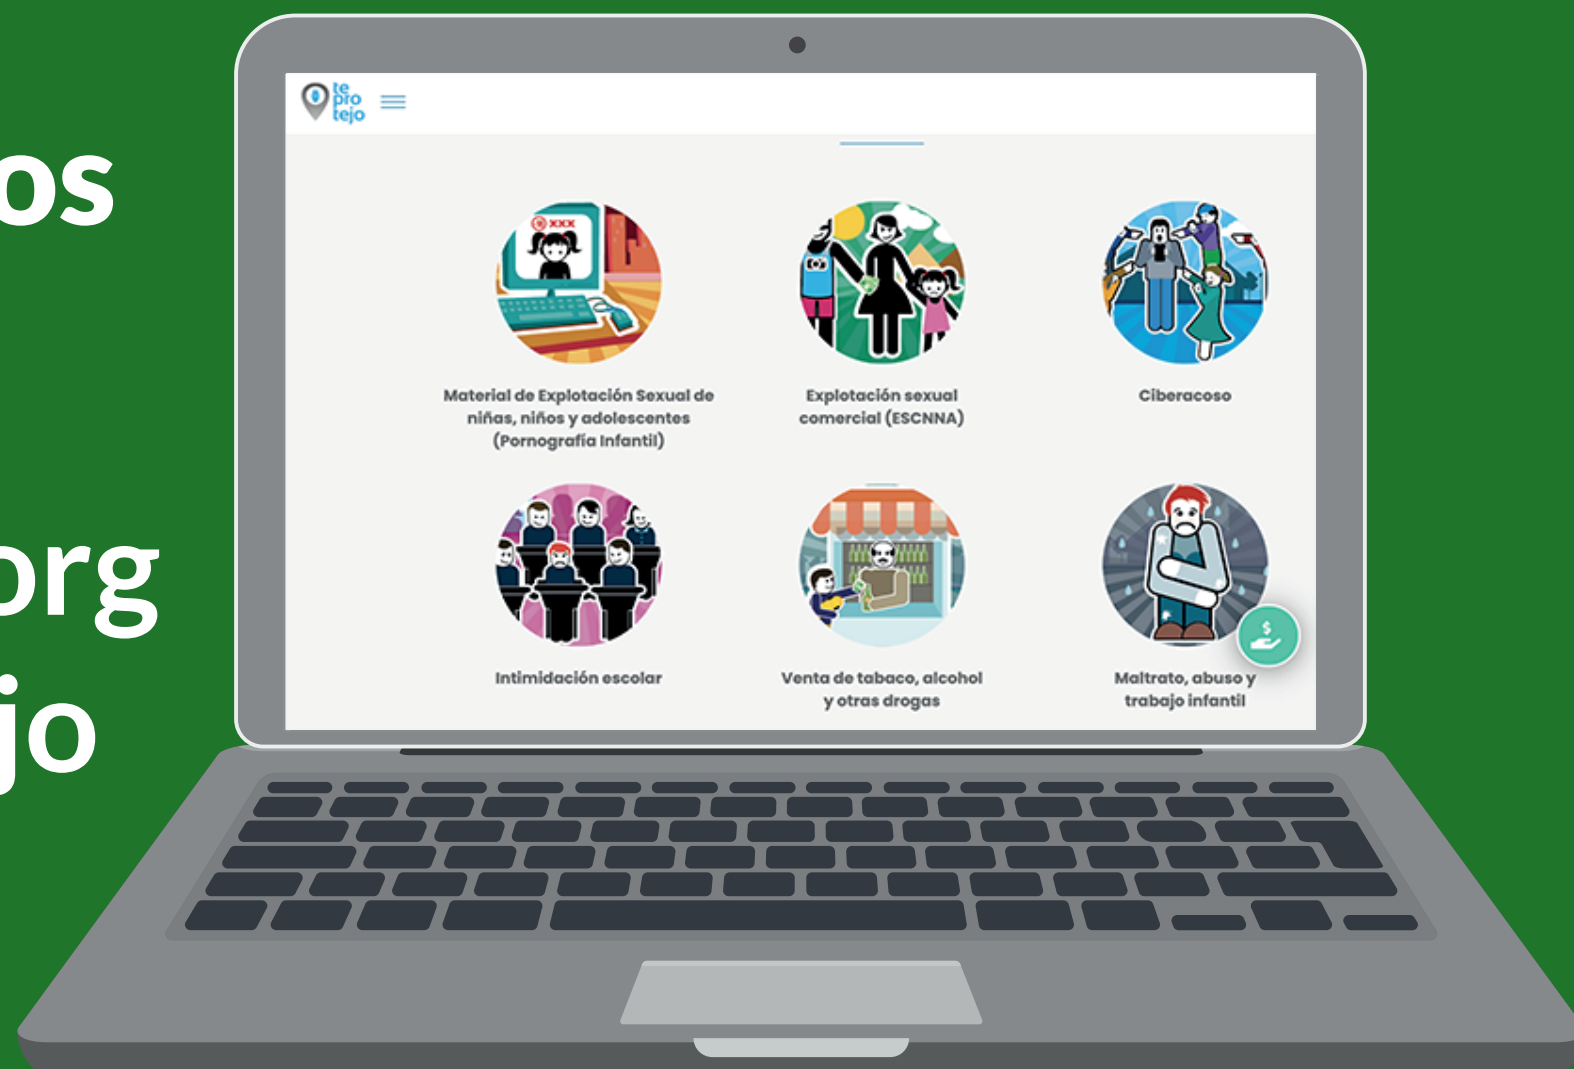 os
org
jo
te
pro
tejo
XXX
Material de Explotación Sexual de
niñas, niños y adolescentes
(Pornografía Infantil)
Explotación sexual
comercial (ESCNNA)
Ciberacoso
Intimidación escolar
Venta de tabaco, alcohol
y otras drogas
Maltrato, abuso y
trabajo infantil
$